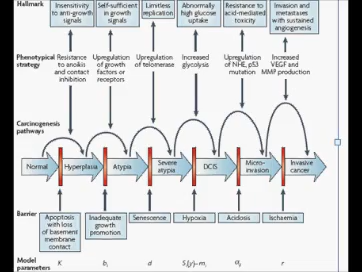 Hallmark
Insensitivity
to anti-growth
signals
Self-sufficient
in growth
signals
Limitless
replication
Abnormally
high glucose
uptake
Resistance to
acid-mediated
toxicity
Invasion and
metastases
with sustained
angiogenesis
Phenotypical
strategy
Resistance
to anoikis
and contact
inhibition
Upregulation
of growth
factors or
receptors
Upregulation
of telomerase
Increased
glycolysis
Upregulation
of NHE, p53
mutation
Increased
VEGF and
MMP production
Carcinogenesis
pathways
Normal
Hyperplasia
Atypia
Severe
atypia
DCIS
Micro-
invasion
Invasive
cancer
Barrier
Apoptosis
with loss
of basement
membrane
contact
Inadequate
growth
promotion
Senescence
Hypoxia
Acidosis
Ischaemia
Model
parameters
K
d
r